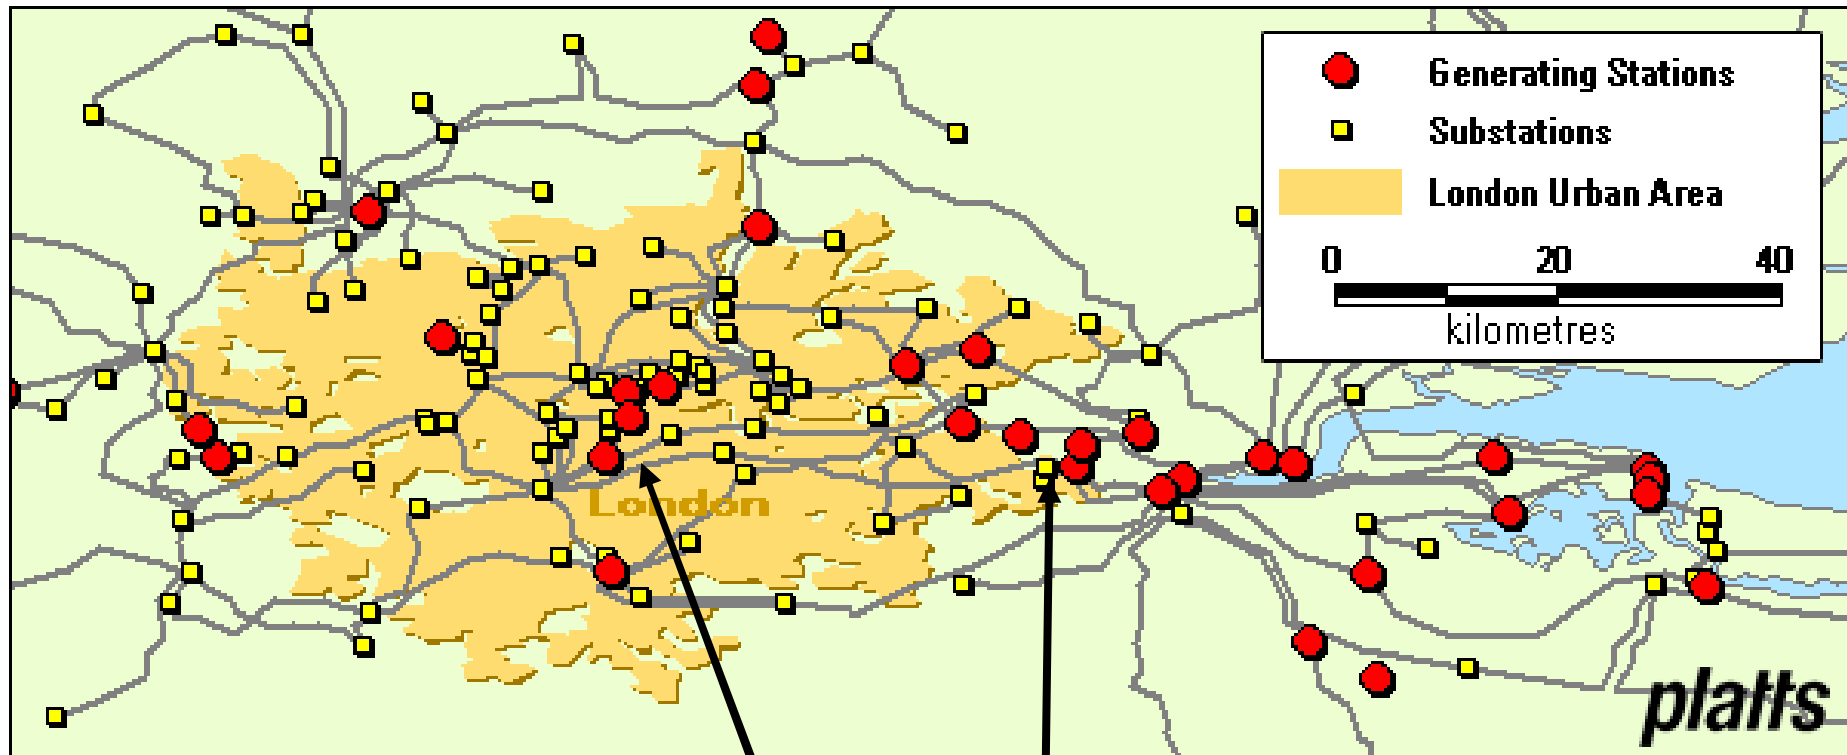 Generating Stations
Substations
London Urban Area
0 20 40
kilometres
London
platts